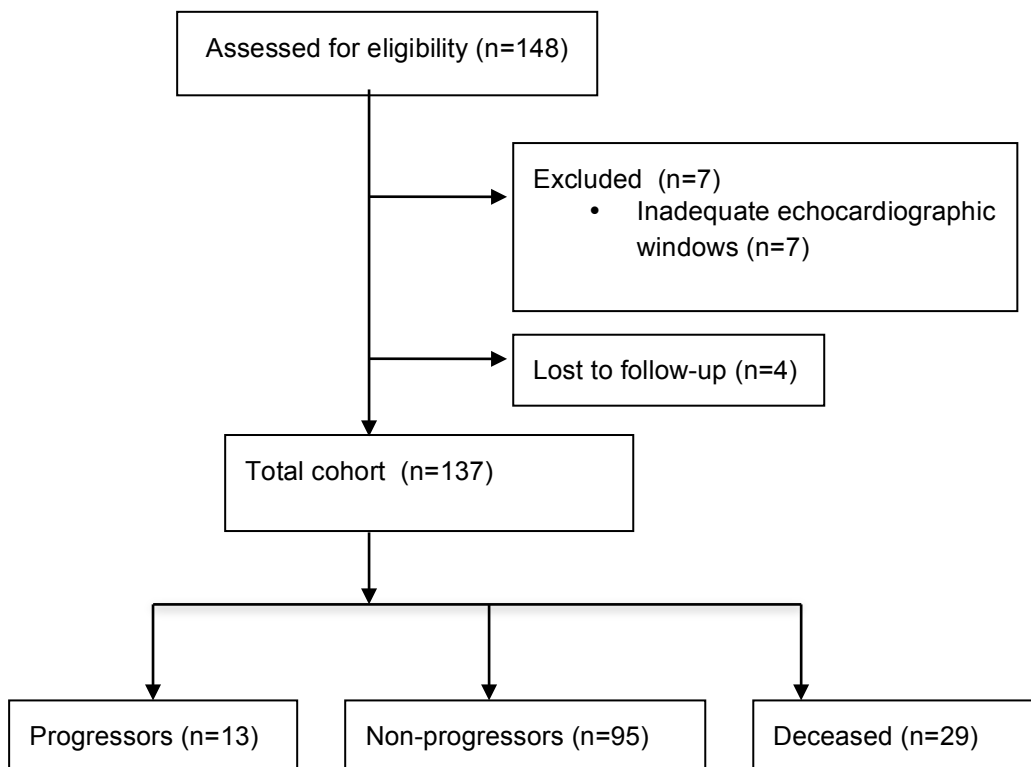 Assessed for eligibility (n=148)
Excluded (n=7)
• Inadequate echocardiographic
windows (n=7)
Lost to follow-up (n=4)
Total cohort (n=137)
Progressors (n=13)
Non-progressors (n=95)
Deceased (n=29)